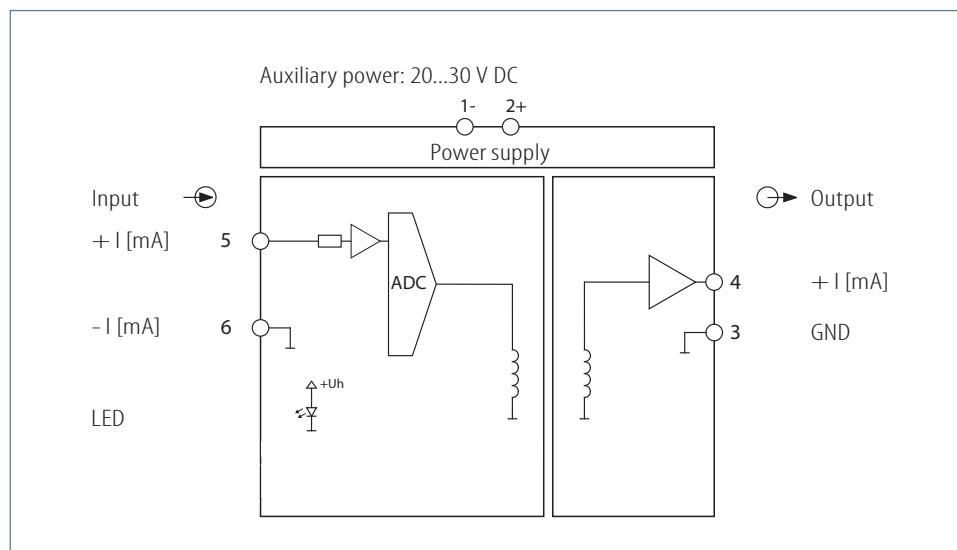 Auxiliary power: 20...30 V DC
1- 2+
Power supply
Input Output
+ I [mA] 5
ADC
4 + I [mA]
- I [mA] 6
3 GND
+Uh
LED